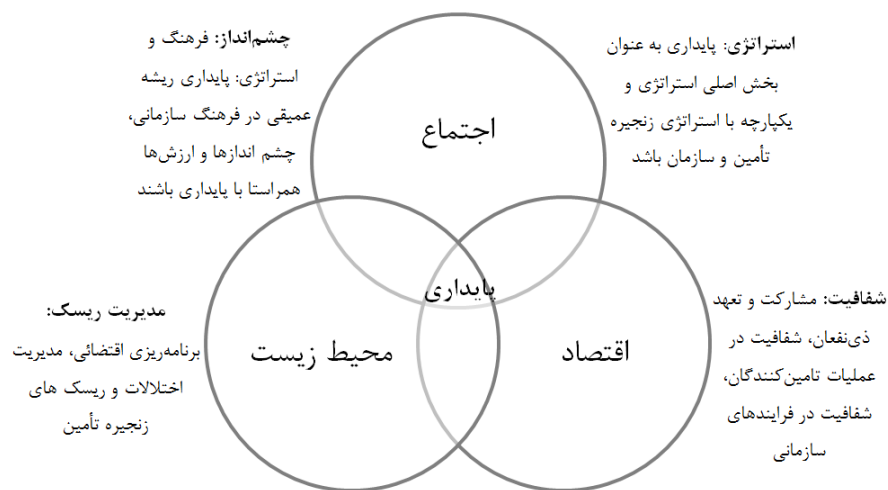 چشم‌انداز: فرهنگ و
استراتژی: پایداری ریشه
عمیقی در فرهنگ سازمانی،
چشم اندازها و ارزش‌ها
همراستا با پایداری باشند
استراتژی: پایداری به عنوان
بخش اصلی استراتژی و
یکپارچه با استراتژی زنجیره
تأمین و سازمان باشد
اجتماع
پایداری
محیط زیست
اقتصاد
مدیریت ریسک:
برنامه‌ریزی اقتضائی، مدیریت
اختلالات و ریسک های
زنجیره تأمین
شفافیت: مشارکت و تعهد
ذی‌نفعان، شفافیت در
عملیات تامین‌کنندگان،
شفافیت در فرایندهای
سازمانی